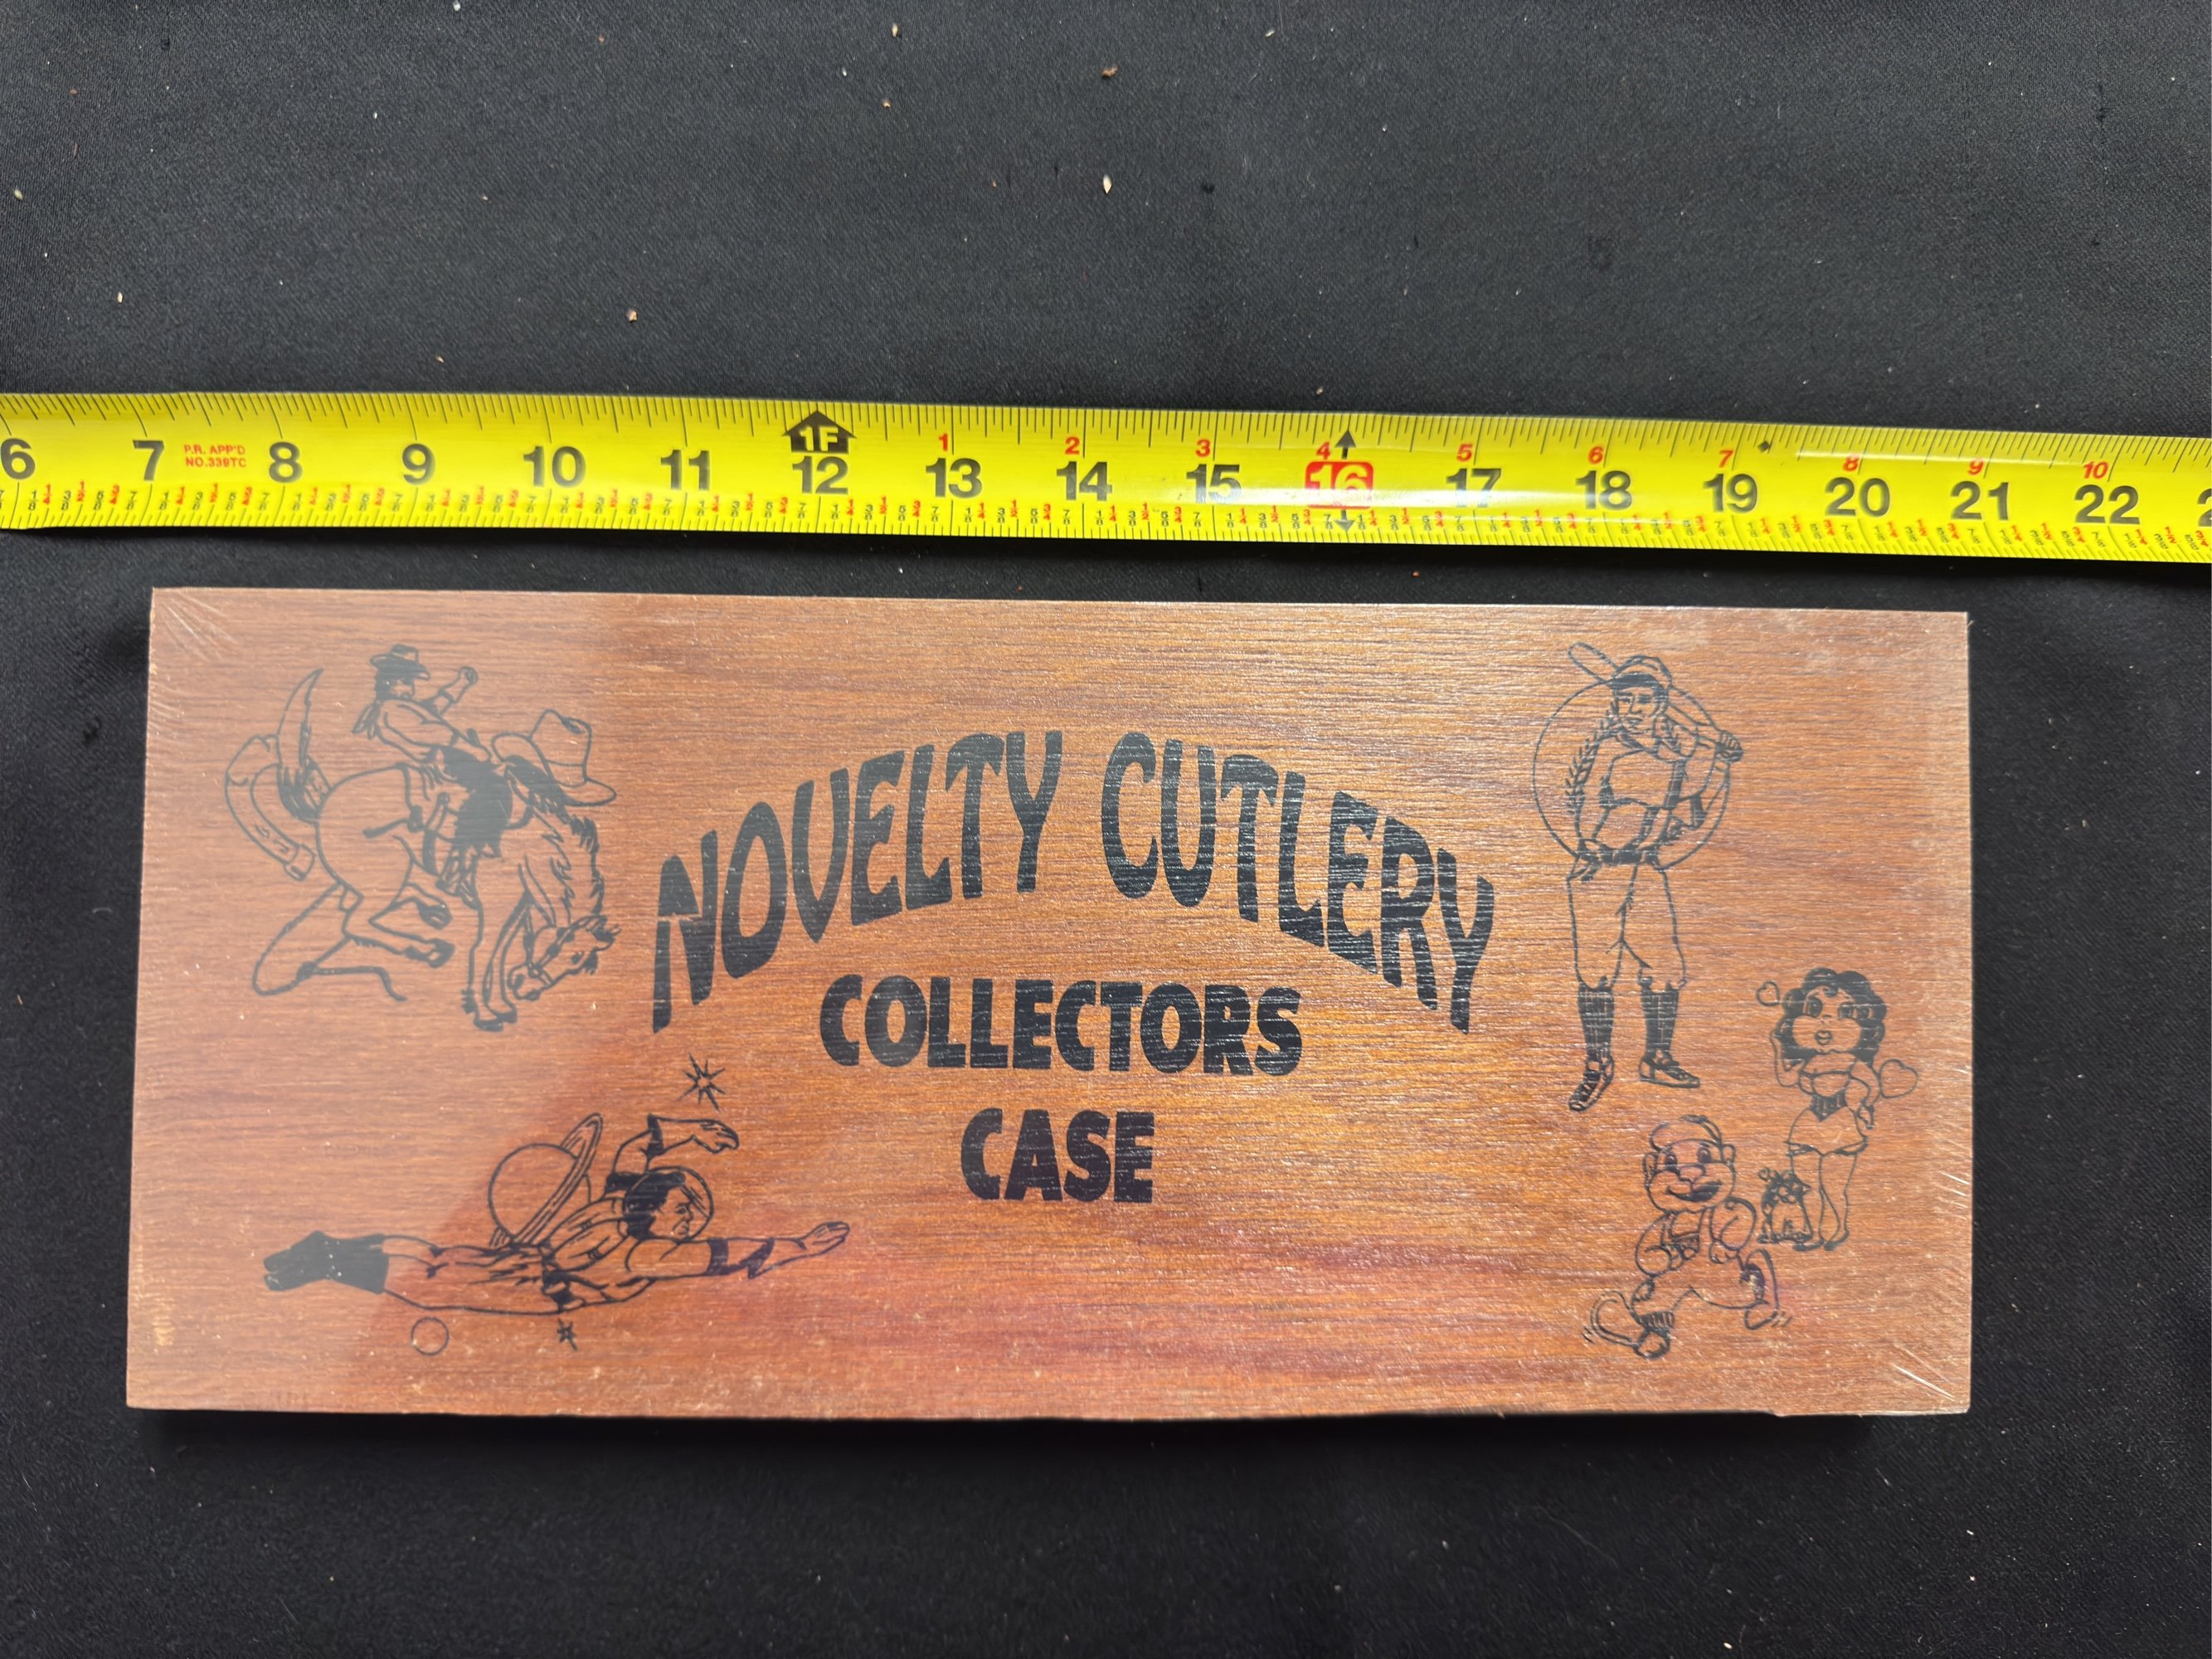 1 2 3 4 5 6 7 8 9 10
6 7 P.R. APP'D 8 9 10 11 1F 12 13 14 15 16 17 18 19 20 21 22
NO.339TC
NOVELTY CUTLERY
COLLECTORS
CASE